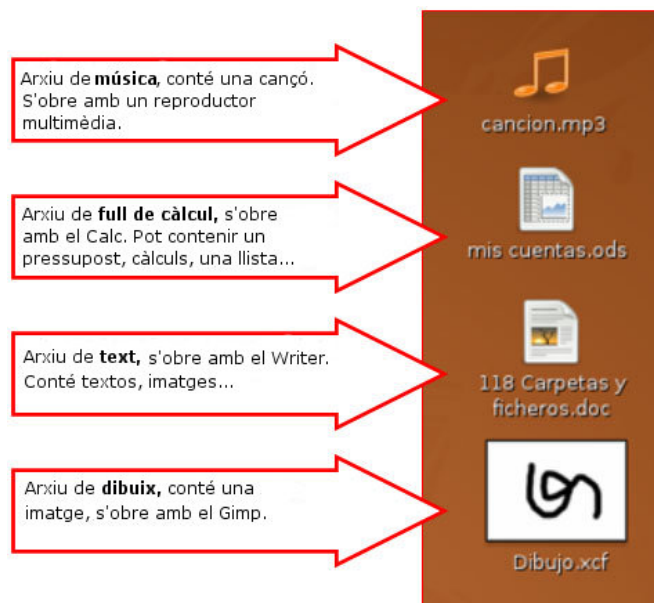 Arxiu de música, conté una cançó.
S'obre amb un reproductor
multimèdia.
cancion.mp3
Arxiu de full de càlcul, s'obre
amb el Calc. Pot contenir un
pressupost, càlculs, una llista...
mis cuentas.ods
Arxiu de text, s'obre amb el Writer.
Conté textos, imatges...
118 Carpetas y
ficheros.doc
Arxiu de dibuix, conté una
imatge, s'obre amb el Gimp.
Dibujo.xcf